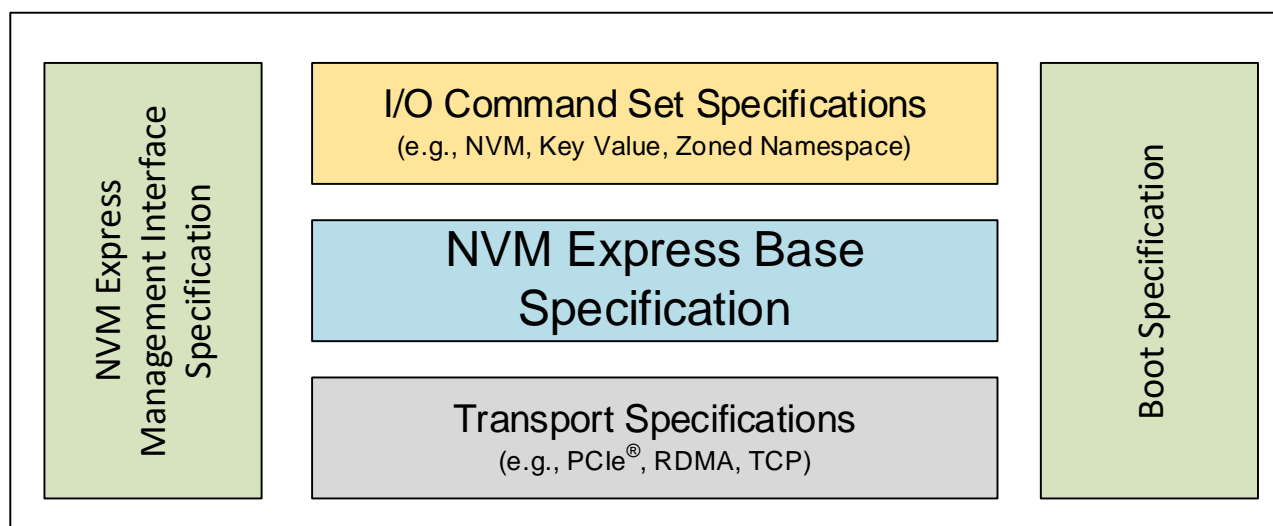 NVM Express
Management Interface
Specification
I/O Command Set Specifications
(e.g., NVM, Key Value, Zoned Namespace)
NVM Express Base
Specification
Transport Specifications
(e.g., PCIe®, RDMA, TCP)
Boot Specification